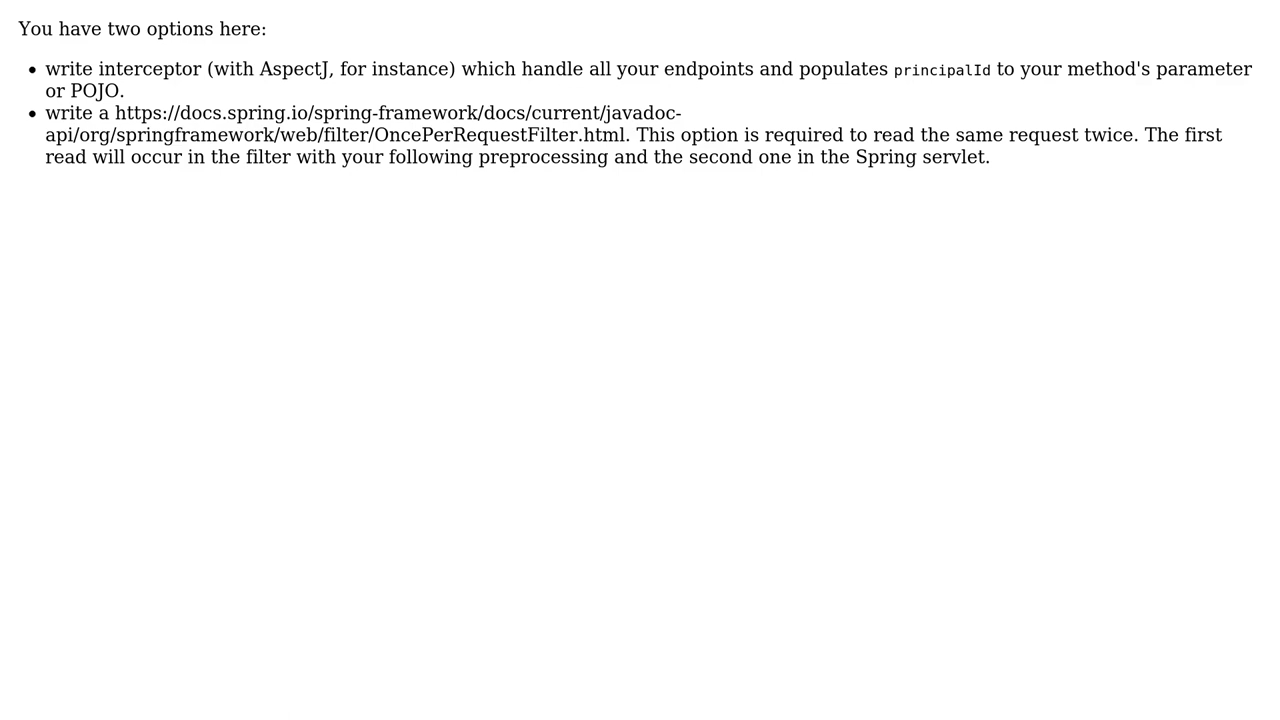 You have two options here:
write interceptor (with AspectJ, for instance) which handle all your endpoints and populates principalId to your method's parameter
or POJO.
write a https://docs.spring.io/spring-framework/docs/current/javadoc-
api/org/springframework/web/filter/OncePerRequestFilter.html. This option is required to read the same request twice. The first
read will occur in the filter with your following preprocessing and the second one in the Spring servlet.